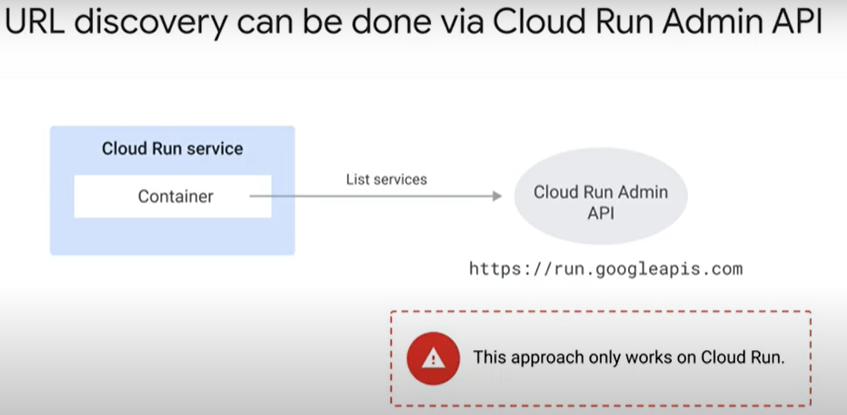 URL discovery can be done via Cloud Run Admin API
Cloud Run service
Container
List services
Cloud Run Admin
API
https://run.googleapis.com
This approach only works on Cloud Run.